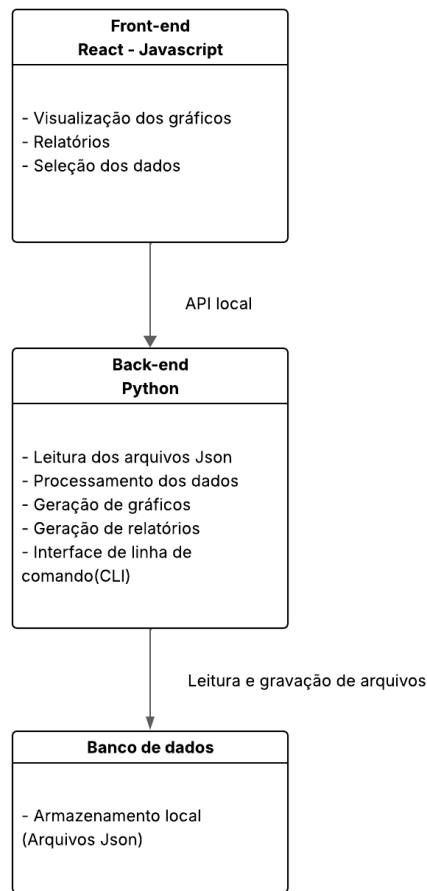 Front-end
React - Javascript
- Visualização dos gráficos
- Relatórios
- Seleção dos dados
API local
Back-end
Python
- Leitura dos arquivos Json
- Processamento dos dados
- Geração de gráficos
- Geração de relatórios
- Interface de linha de
comando(CLI)
Leitura e gravação de arquivos
Banco de dados
- Armazenamento local
(Arquivos Json)